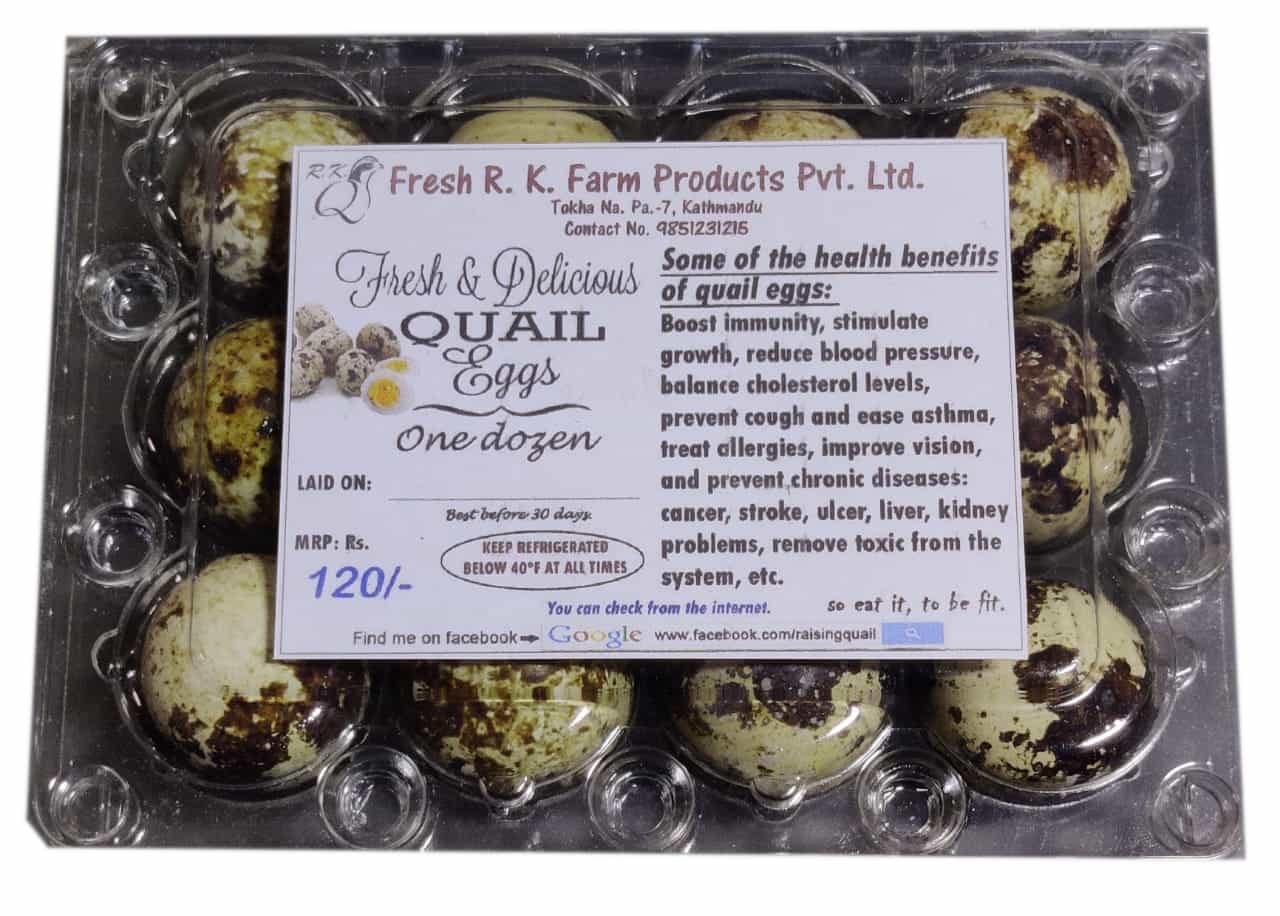 R.K.
Fresh R. K. Farm Products Pvt. Ltd.
Tokha Na. Pa.-7, Kathmandu
Contact No. 9851231215
Fresh & Delicious
QUAIL
Eggs
One dozen
LAID ON:
Best before 30 days.
MRP: Rs.
120/-
KEEP REFRIGERATED
BELOW 40°F AT ALL TIMES
Some of the health benefits
of quail eggs:
Boost immunity, stimulate
growth, reduce blood pressure,
balance cholesterol levels,
prevent cough and ease asthma,
treat allergies, improve vision,
and prevent chronic diseases:
cancer, stroke, ulcer, liver, kidney
problems, remove toxic from the
system, etc.
You can check from the internet.
so eat it, to be fit.
Find me on facebook Google www.facebook.com/raisingquail